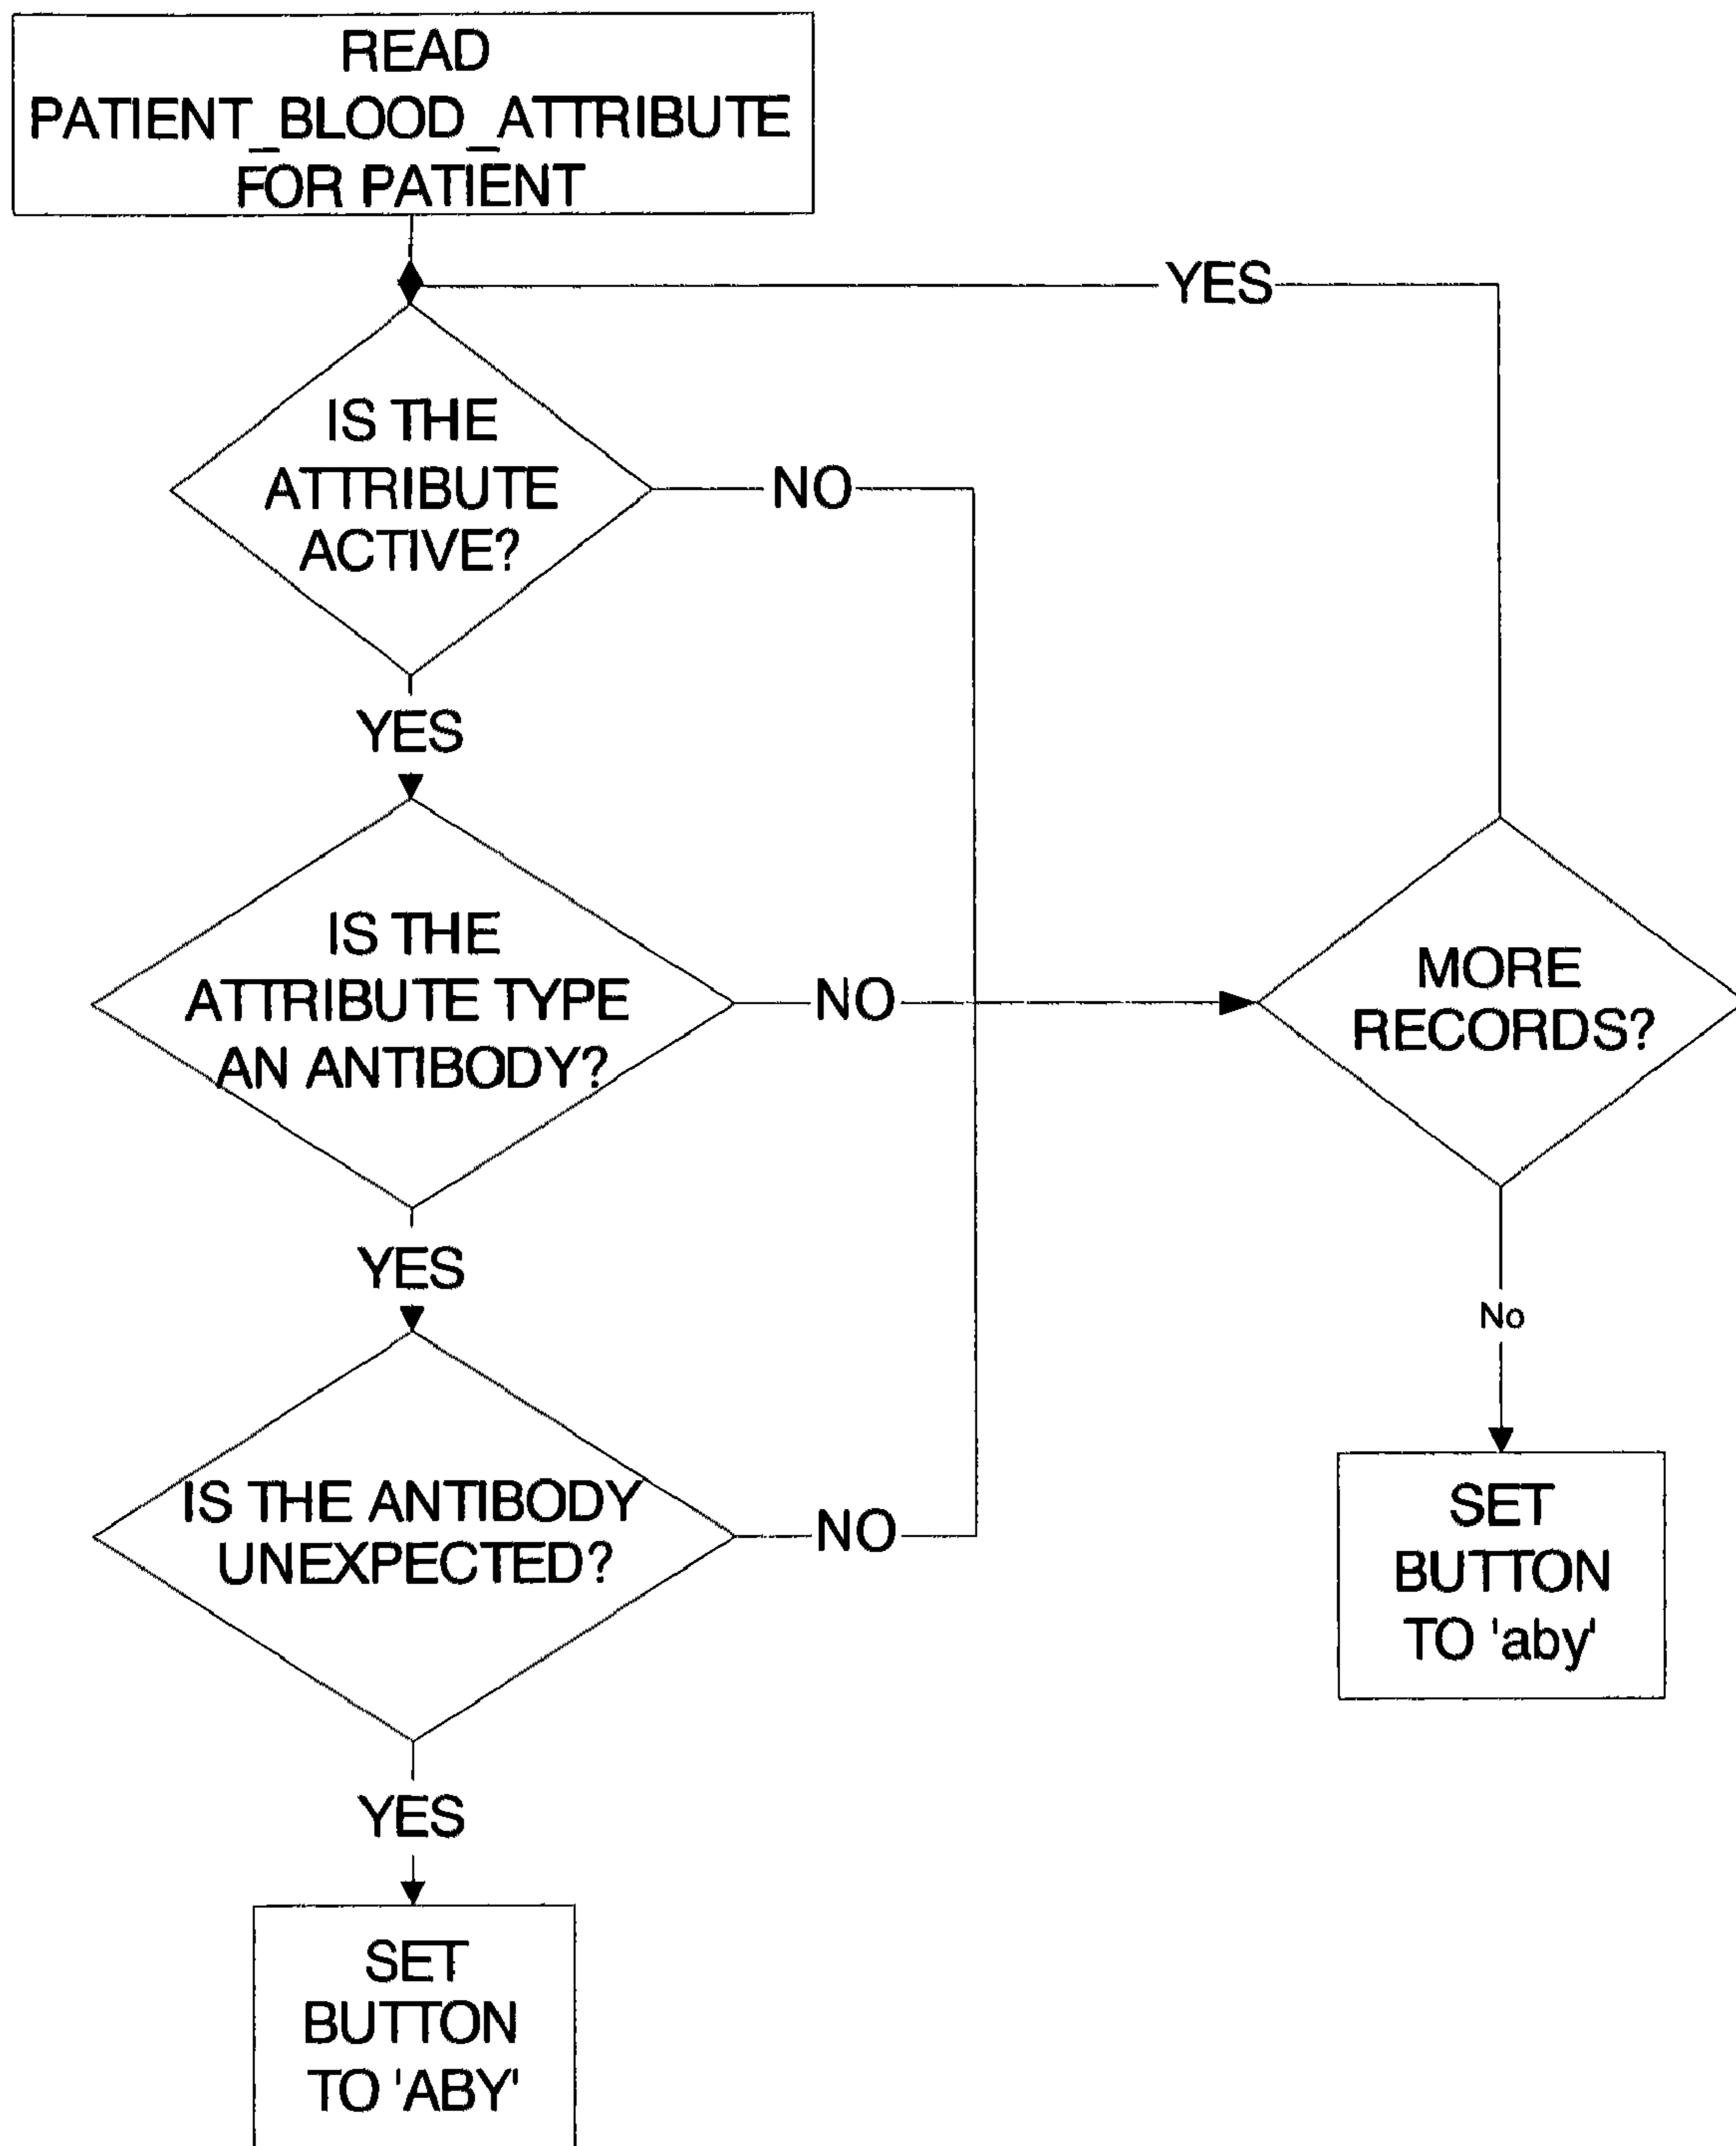 READ
PATIENT_BLOOD_ATTRIBUTE
FOR PATIENT
YES
IS THE
ATTRIBUTE
ACTIVE?
NO
YES
IS THE
ATTRIBUTE TYPE
AN ANTIBODY?
NO
MORE
RECORDS?
YES
No
IS THE ANTIBODY
UNEXPECTED?
NO
SET
BUTTON
TO 'aby'
YES
SET
BUTTON
TO 'ABY'